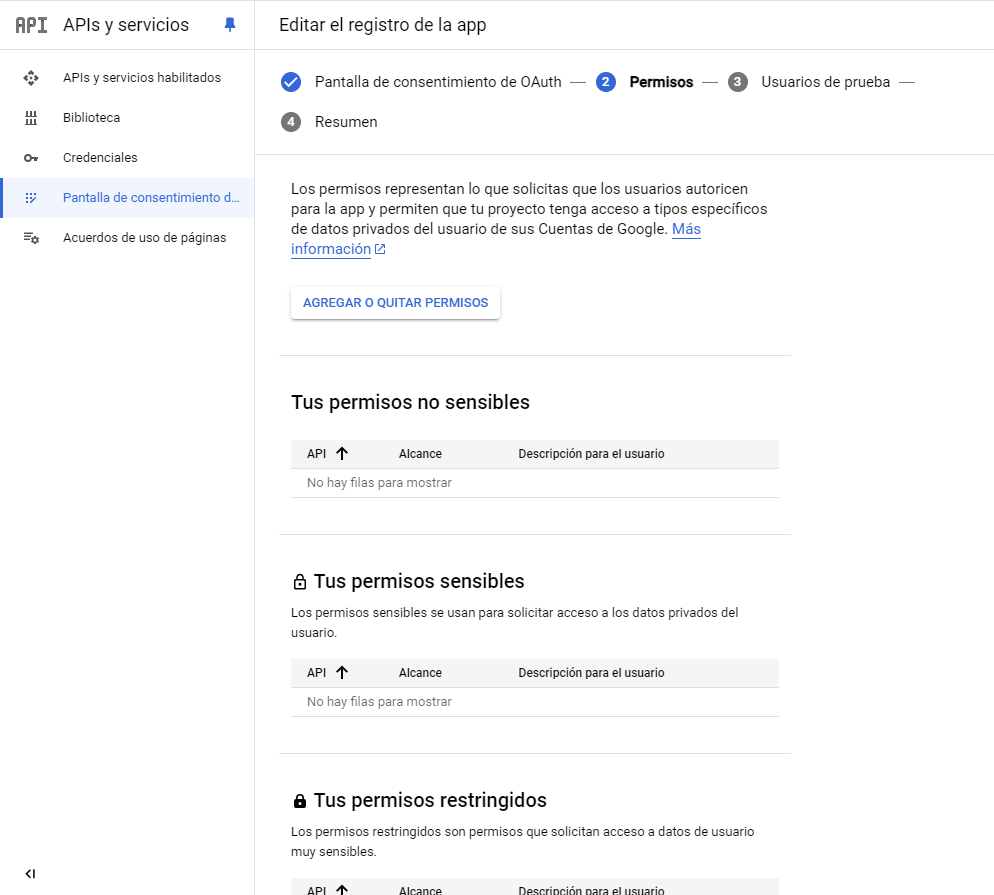 API APIs y servicios
Editar el registro de la app
APIs y servicios habilitados
Biblioteca
Credenciales
Pantalla de consentimiento d...
Acuerdos de uso de páginas
Pantalla de consentimiento de OAuth — 2 Permisos — 3 Usuarios de prueba —
4 Resumen
Los permisos representan lo que solicitas que los usuarios autoricen
para la app y permiten que tu proyecto tenga acceso a tipos específicos
de datos privados del usuario de sus Cuentas de Google. Más
información
AGREGAR O QUITAR PERMISOS
Tus permisos no sensibles
API Alcance Descripción para el usuario
No hay filas para mostrar
Tus permisos sensibles
Los permisos sensibles se usan para solicitar acceso a los datos privados del
usuario.
API Alcance Descripción para el usuario
No hay filas para mostrar
Tus permisos restringidos
Los permisos restringidos son permisos que solicitan acceso a datos de usuario
muy sensibles.
API Alcance Descripción para el usuario